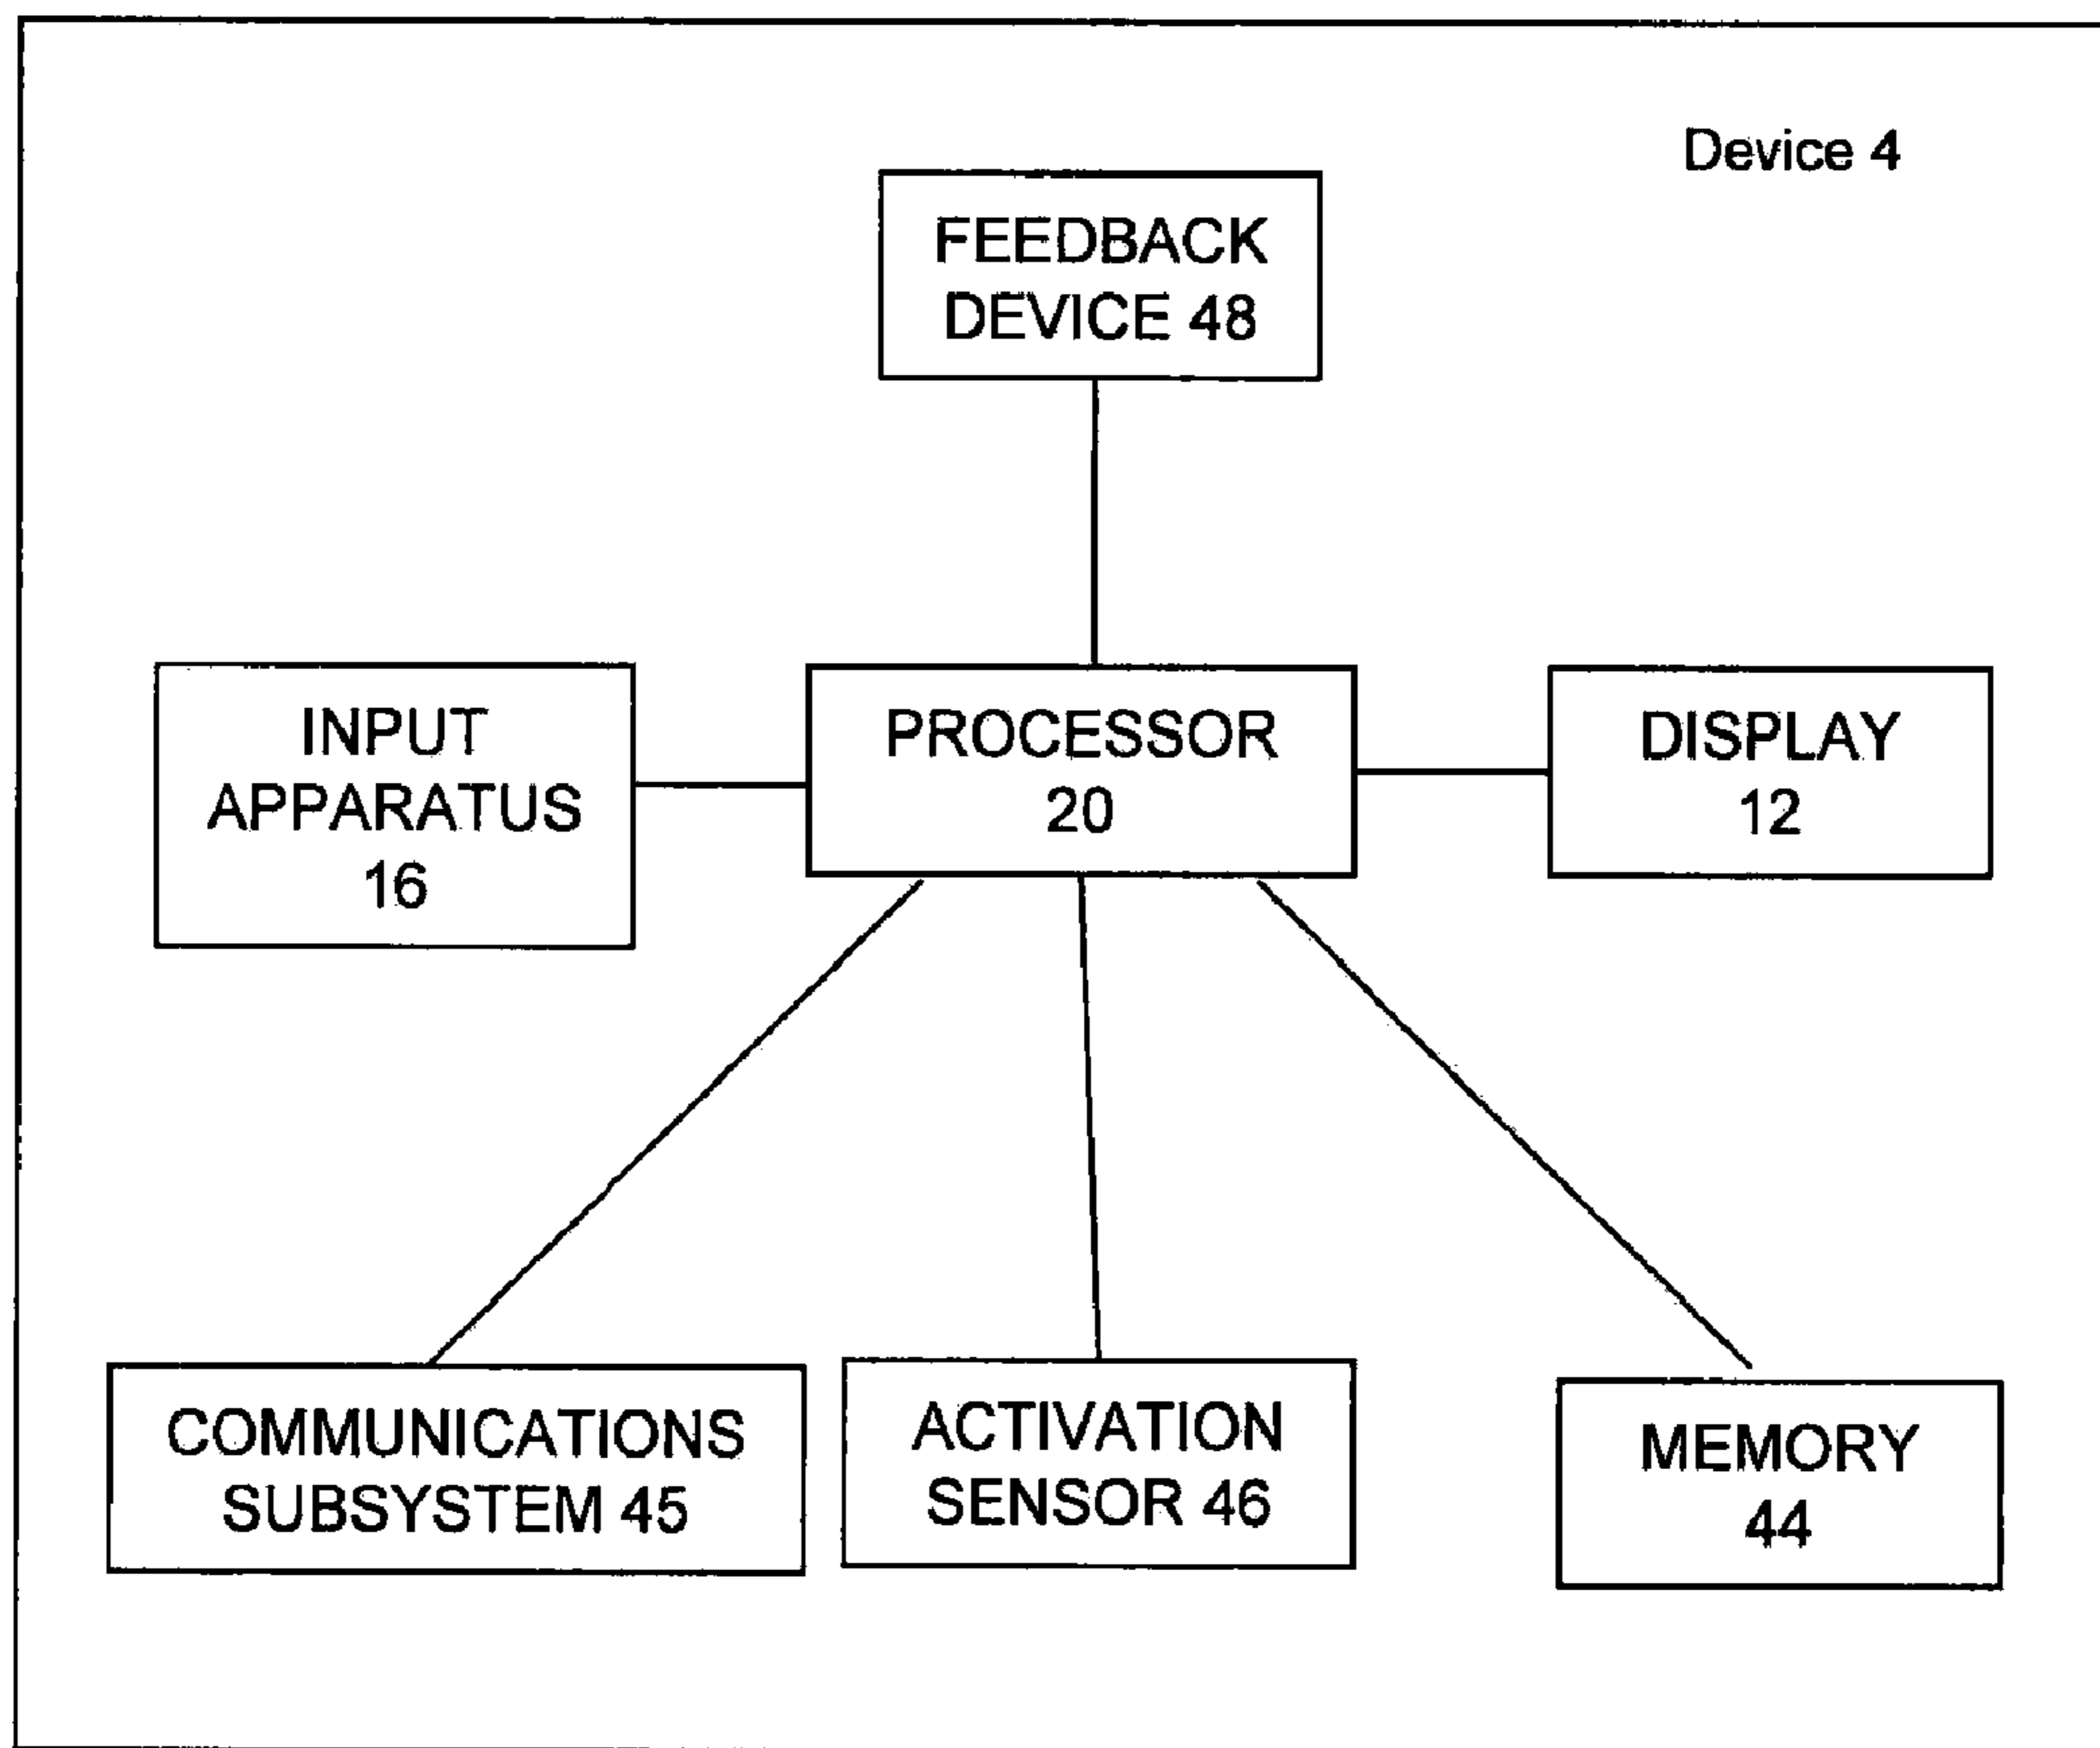 Device 4
FEEDBACK
DEVICE 48
INPUT
APPARATUS
16
PROCESSOR
20
DISPLAY
12
COMMUNICATIONS
SUBSYSTEM 45
ACTIVATION
SENSOR 46
MEMORY
44